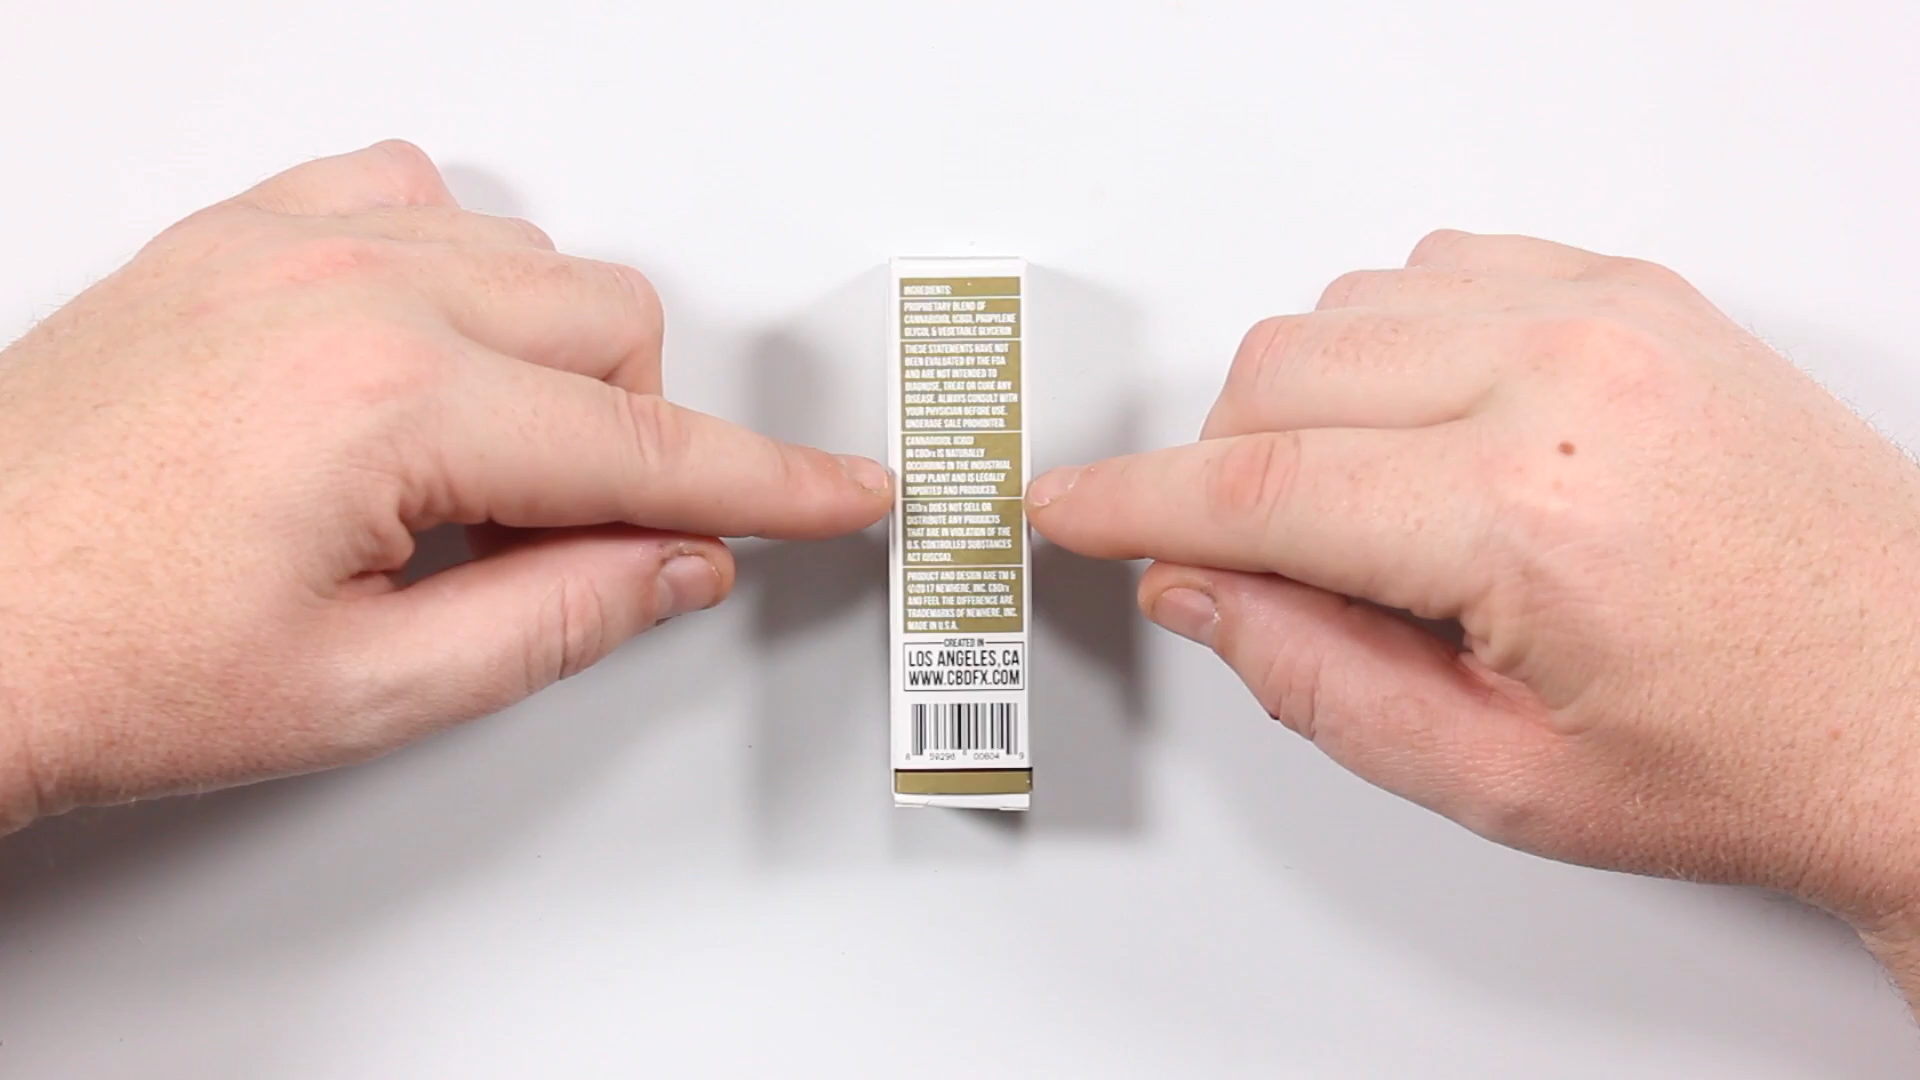 INGREDIENTS:
PROPRIETARY BLEND OF
CANNABIDIOL (CBD), PROPYLENE
GLYCOL & VEGETABLE GLYCERIN
THESE STATEMENTS HAVE NOT
BEEN EVALUATED BY THE FDA
AND ARE NOT INTENDED TO
DIAGNOSE, TREAT OR CURE ANY
DISEASE. ALWAYS CONSULT WITH
YOUR PHYSICIAN BEFORE USE.
UNDERAGE SALE PROHIBITED.
CANNABIDIOL (CBD)
IN CBDFX IS NATURALLY
OCCURRING IN THE INDUSTRIAL
HEMP PLANT AND IS LEGALLY
IMPORTED AND PRODUCED.
CBDFX DOES NOT SELL OR
DISTRIBUTE ANY PRODUCTS
THAT ARE IN VIOLATION OF THE
U.S. CONTROLLED SUBSTANCES
ACT (USCSA).
PRODUCT AND DESIGN ARE TM &
©2017 NEWHERE, INC. CBDFX
AND FEEL THE DIFFERENCE ARE
TRADEMARKS OF NEWHERE, INC.
MADE IN U.S.A.
CREATED IN
LOS ANGELES, CA
WWW.CBDFX.COM
8 59296 00604 9